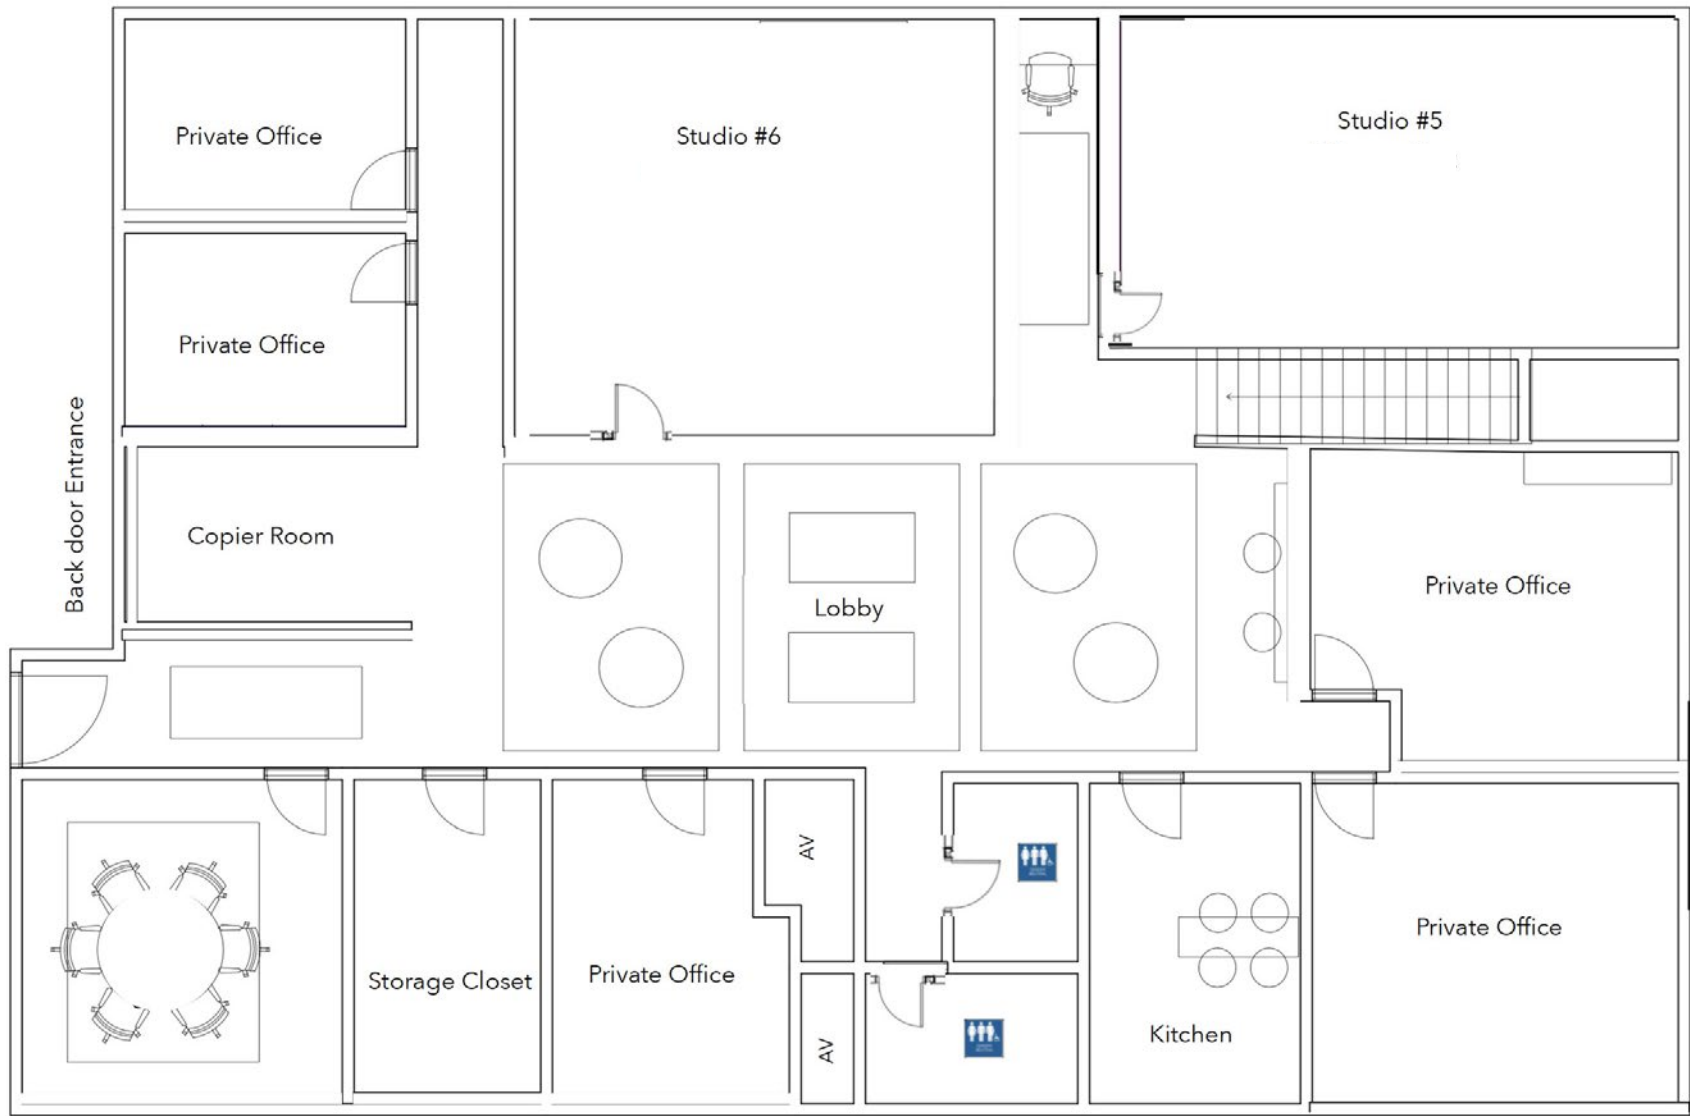 Private Office
Studio #6
Studio #5
Private Office
Back door Entrance
Copier Room
Lobby
Private Office
AV
Storage Closet
Private Office
AV
Kitchen
Private Office